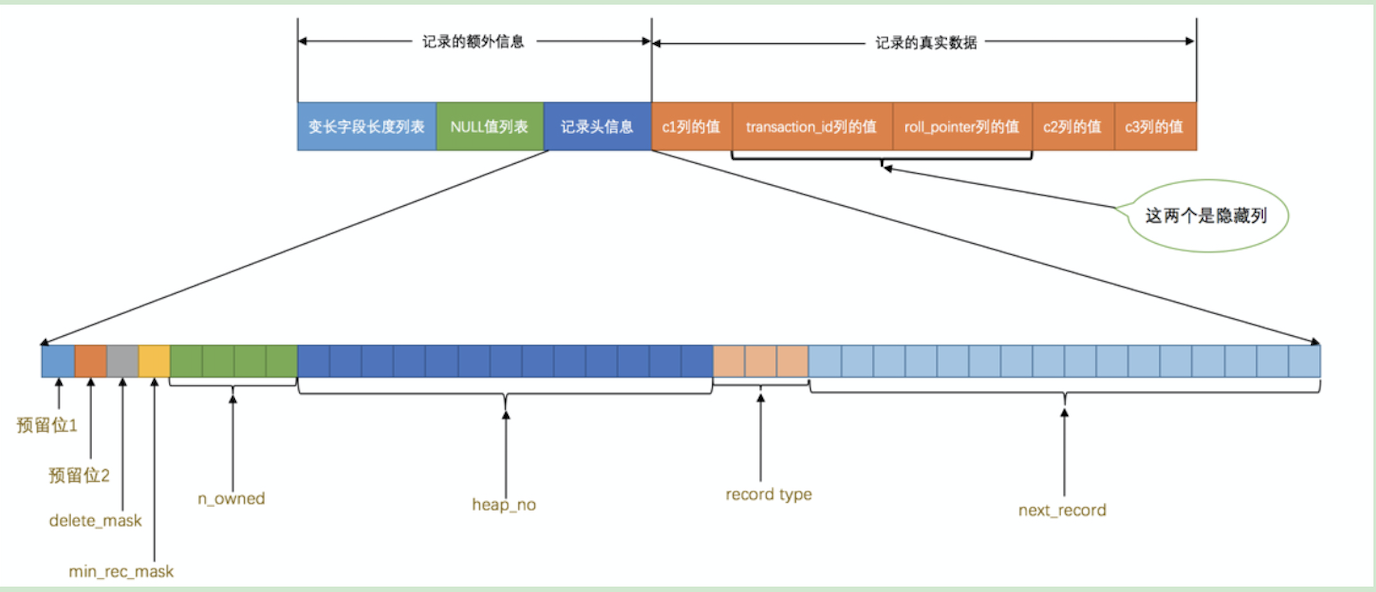 记录的额外信息
记录的真实数据
变长字段长度列表
NULL值列表
记录头信息
c1列的值
transaction_id列的值
roll_pointer列的值
c2列的值
c3列的值
这两个是隐藏列
预留位1
预留位2
delete_mask
min_rec_mask
n_owned
heap_no
record type
next_record